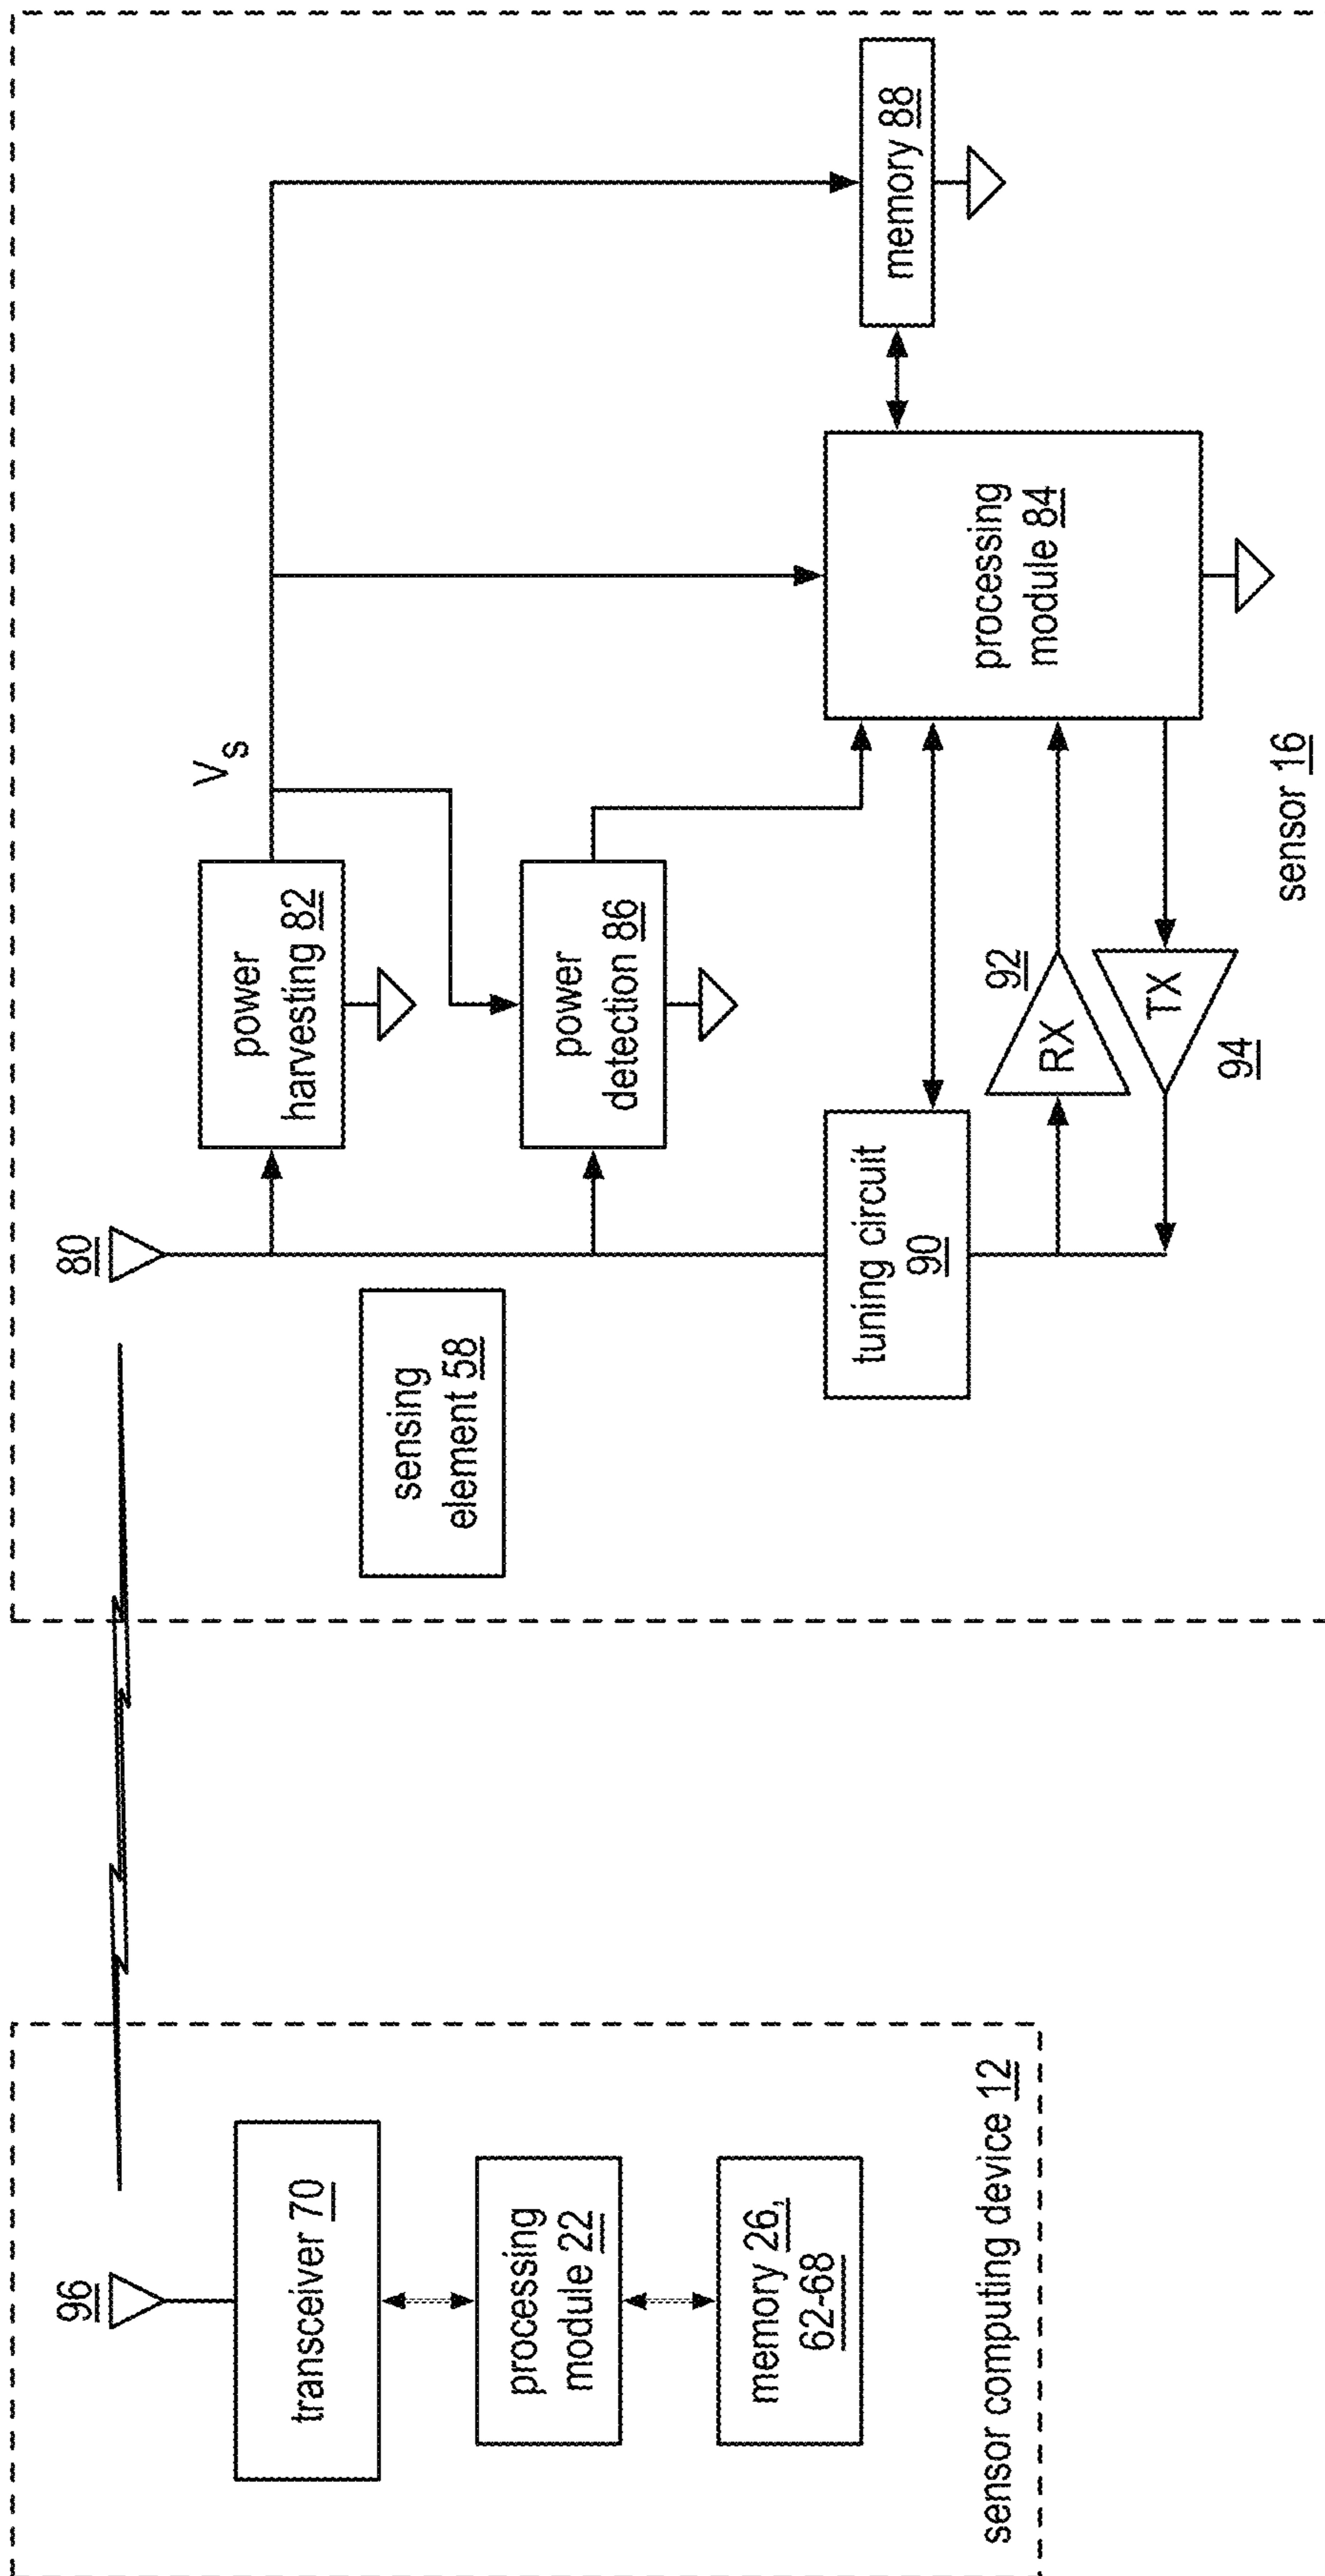 96
transceiver 70
processing
module 22
memory 26,
62-68
sensor computing device 12
80
sensing
element 58
power
harvesting 82
Vs
power
detection 86
tuning circuit
90
processing
module 84
memory 88
92
RX
TX
94
sensor 16